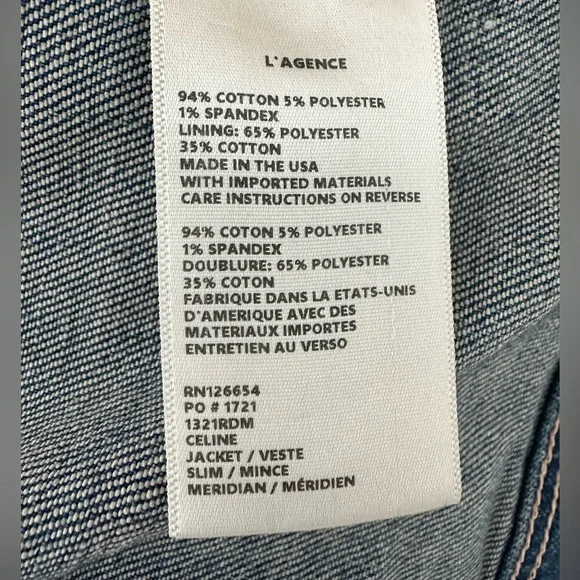 L'AGENCE
94% COTTON 5% POLYESTER
1% SPANDEX
LINING: 65% POLYESTER
35% COTTON
MADE IN THE USA
WITH IMPORTED MATERIALS
CARE INSTRUCTIONS ON REVERSE
94% COTTON 5% POLYESTER
1% SPANDEX
DOUBLURE: 65% POLYESTER
35% COTON
FABRIQUE DANS LA ETATS-UNIS
D'AMERIQUE AVEC DES
MATERIAUX IMPORTES
ENTRETIEN AU VERSO
RN126654
PO # 1721
1321RDM
CELINE
JACKET / VESTE
SLIM / MINCE
MERIDIAN / MÉRIDIEN